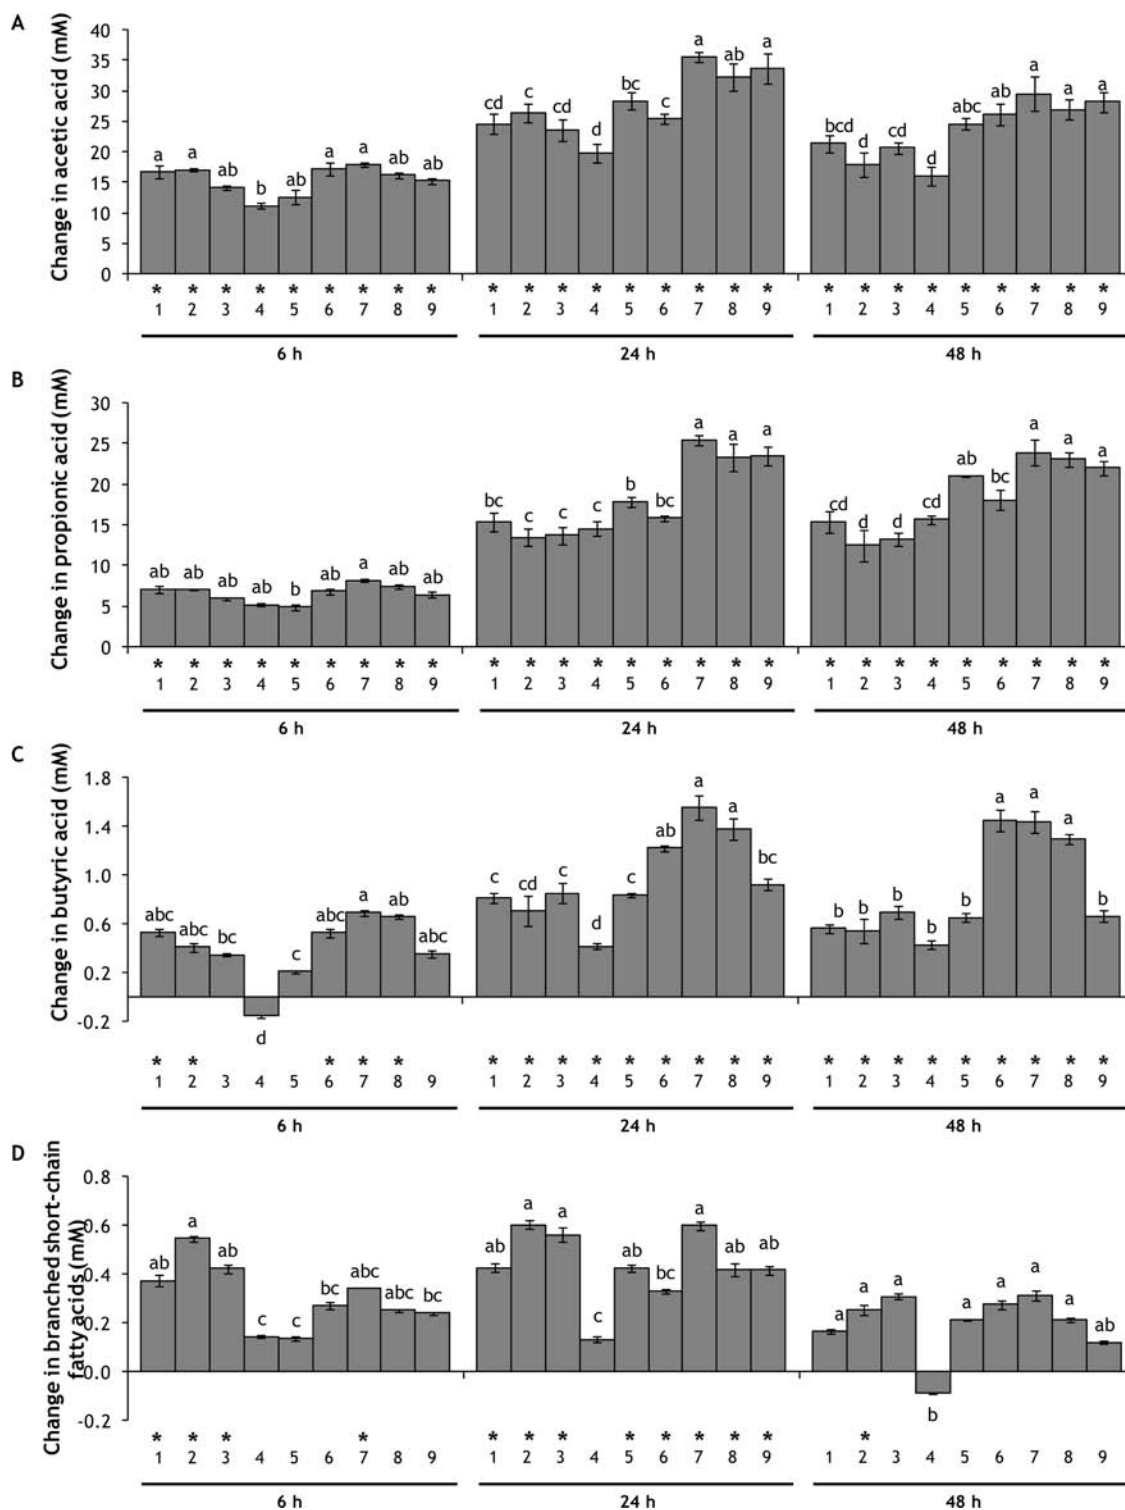 A
Change in acetic acid (mM)
40
35
30
25
20
15
10
5
0
a a ab b ab a a ab ab
cd c cd d bc c a ab a
bcd d cd d abc ab a a a
* * * * * * * * * * * * * * * * * * * * * * * * * * *
1 2 3 4 5 6 7 8 9 1 2 3 4 5 6 7 8 9 1 2 3 4 5 6 7 8 9
6 h 24 h 48 h
B
Change in propionic acid (mM)
30
25
20
15
10
5
0
ab ab ab ab b ab a ab ab
bc c c c b bc a a a
cd d d cd ab bc a a a
* * * * * * * * * * * * * * * * * * * * * * * * * * *
1 2 3 4 5 6 7 8 9 1 2 3 4 5 6 7 8 9 1 2 3 4 5 6 7 8 9
6 h 24 h 48 h
C
Change in butyric acid (mM)
1.8
1.4
1.0
0.6
0.2
-0.2
abc abc bc d c abc a ab abc
c cd c d c ab a a bc
b b b b b a a a b
* * * * * * * * * * * * * * * * * * * * * * *
1 2 3 4 5 6 7 8 9 1 2 3 4 5 6 7 8 9 1 2 3 4 5 6 7 8 9
6 h 24 h 48 h
D
Change in branched short-chain
fatty acids (mM)
0.8
0.6
0.4
0.2
0.0
-0.2
ab a ab c c bc abc abc bc
ab a a c ab bc a ab ab
a a a b a a a a ab
* * * * * * * * * * * * *
1 2 3 4 5 6 7 8 9 1 2 3 4 5 6 7 8 9 1 2 3 4 5 6 7 8 9
6 h 24 h 48 h